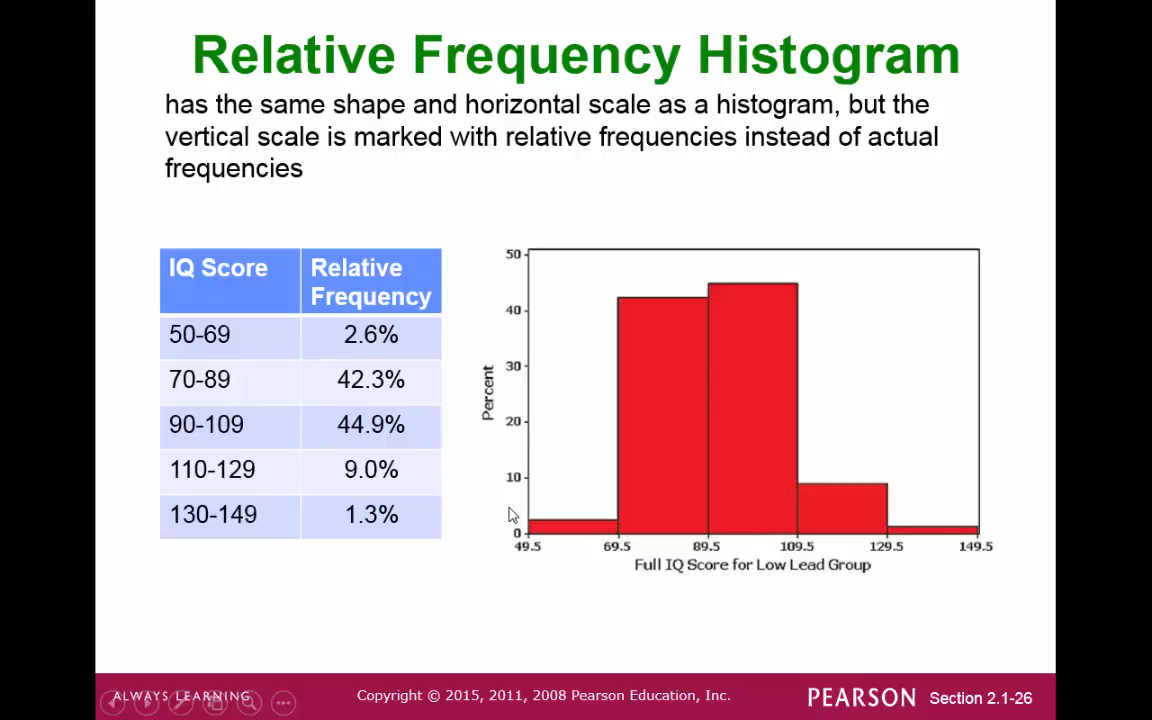 Relative Frequency Histogram
has the same shape and horizontal scale as a histogram, but the
vertical scale is marked with relative frequencies instead of actual
frequencies
IQ Score Relative Frequency
50-69 2.6%
70-89 42.3%
90-109 44.9%
110-129 9.0%
130-149 1.3%
50
40
30
20
10
0
Percent
49.5 69.5 89.5 109.5 129.5 149.5
Full IQ Score for Low Lead Group
ALWAYS LEARNING
Copyright © 2015, 2011, 2008 Pearson Education, Inc.
PEARSON
Section 2.1-26